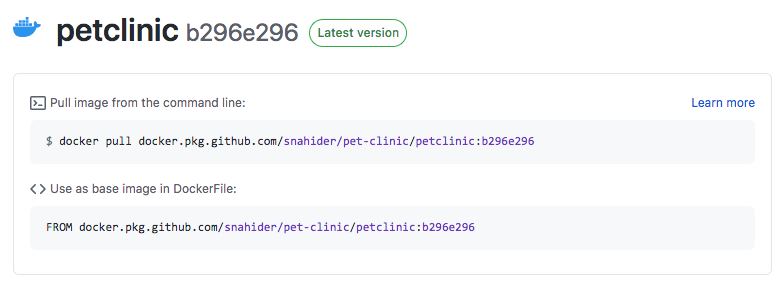 petclinic b296e296 Latest version
Pull image from the command line: Learn more
$ docker pull docker.pkg.github.com/snahider/pet-clinic/petclinic:b296e296
Use as base image in DockerFile:
FROM docker.pkg.github.com/snahider/pet-clinic/petclinic:b296e296